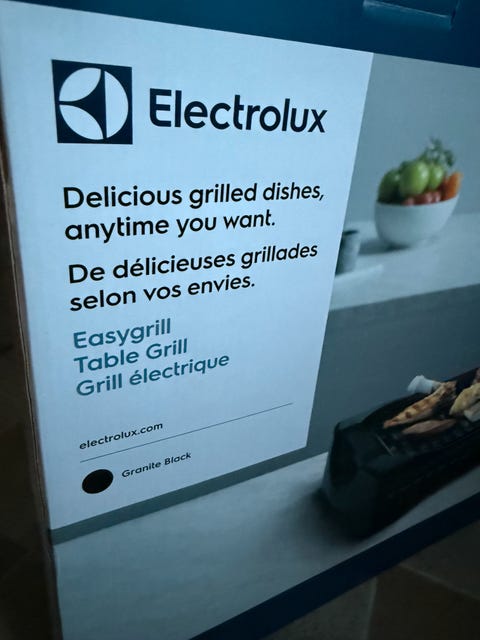 Electrolux
Delicious grilled dishes,
anytime you want.
De délicieuses grillades
selon vos envies.
Easygrill
Table Grill
Grill électrique
electrolux.com
Granite Black